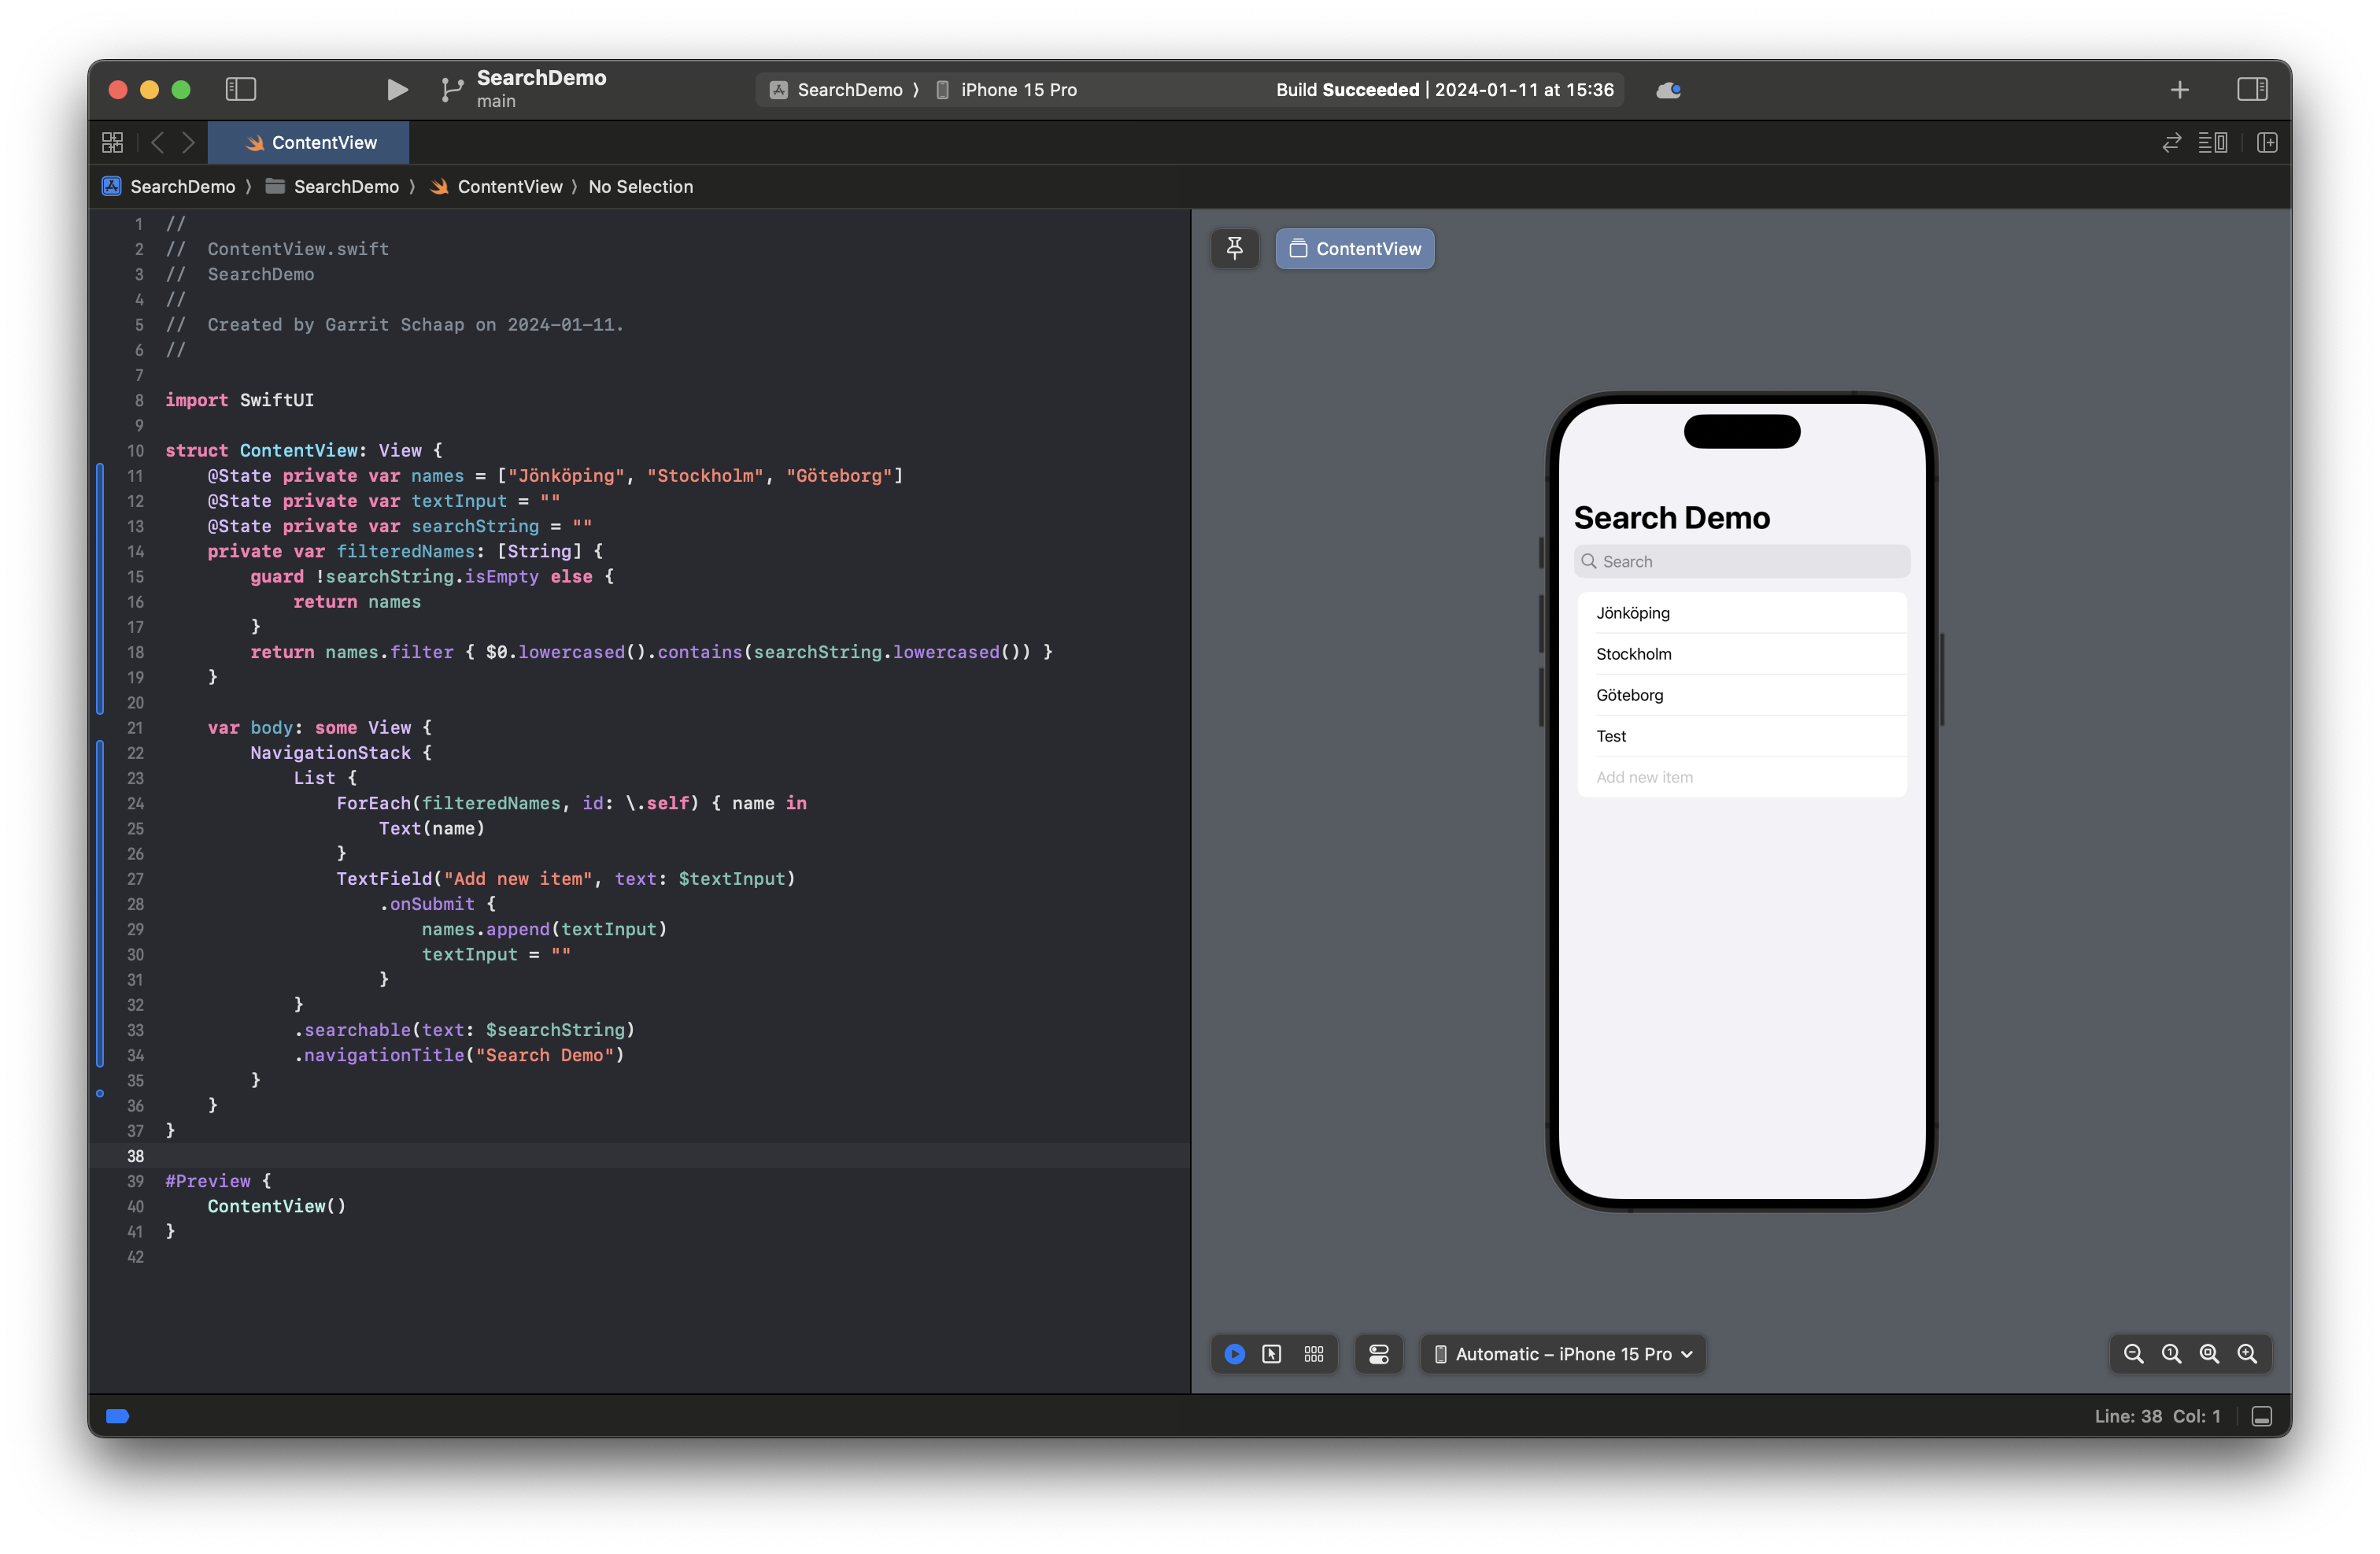 SearchDemo
main
SearchDemo ⟩ iPhone 15 Pro
Build Succeeded | 2024-01-11 at 15:36
ContentView
SearchDemo ⟩ SearchDemo ⟩ ContentView ⟩ No Selection
1 //
2 //  ContentView.swift
3 //  SearchDemo
4 //
5 //  Created by Garrit Schaap on 2024-01-11.
6 //
7
8 import SwiftUI
9
10 struct ContentView: View {
11     @State private var names = ["Jönköping", "Stockholm", "Göteborg"]
12     @State private var textInput = ""
13     @State private var searchString = ""
14     private var filteredNames: [String] {
15         guard !searchString.isEmpty else {
16             return names
17         }
18         return names.filter { $0.lowercased().contains(searchString.lowercased()) }
19     }
20
21     var body: some View {
22         NavigationStack {
23             List {
24                 ForEach(filteredNames, id: \.self) { name in
25                     Text(name)
26                 }
27                 TextField("Add new item", text: $textInput)
28                     .onSubmit {
29                         names.append(textInput)
30                         textInput = ""
31                     }
32             }
33             .searchable(text: $searchString)
34             .navigationTitle("Search Demo")
35         }
36     }
37 }
38
39 #Preview {
40     ContentView()
41 }
42
ContentView
Search Demo
Search
Jönköping
Stockholm
Göteborg
Test
Add new item
Automatic – iPhone 15 Pro
Line: 38 Col: 1